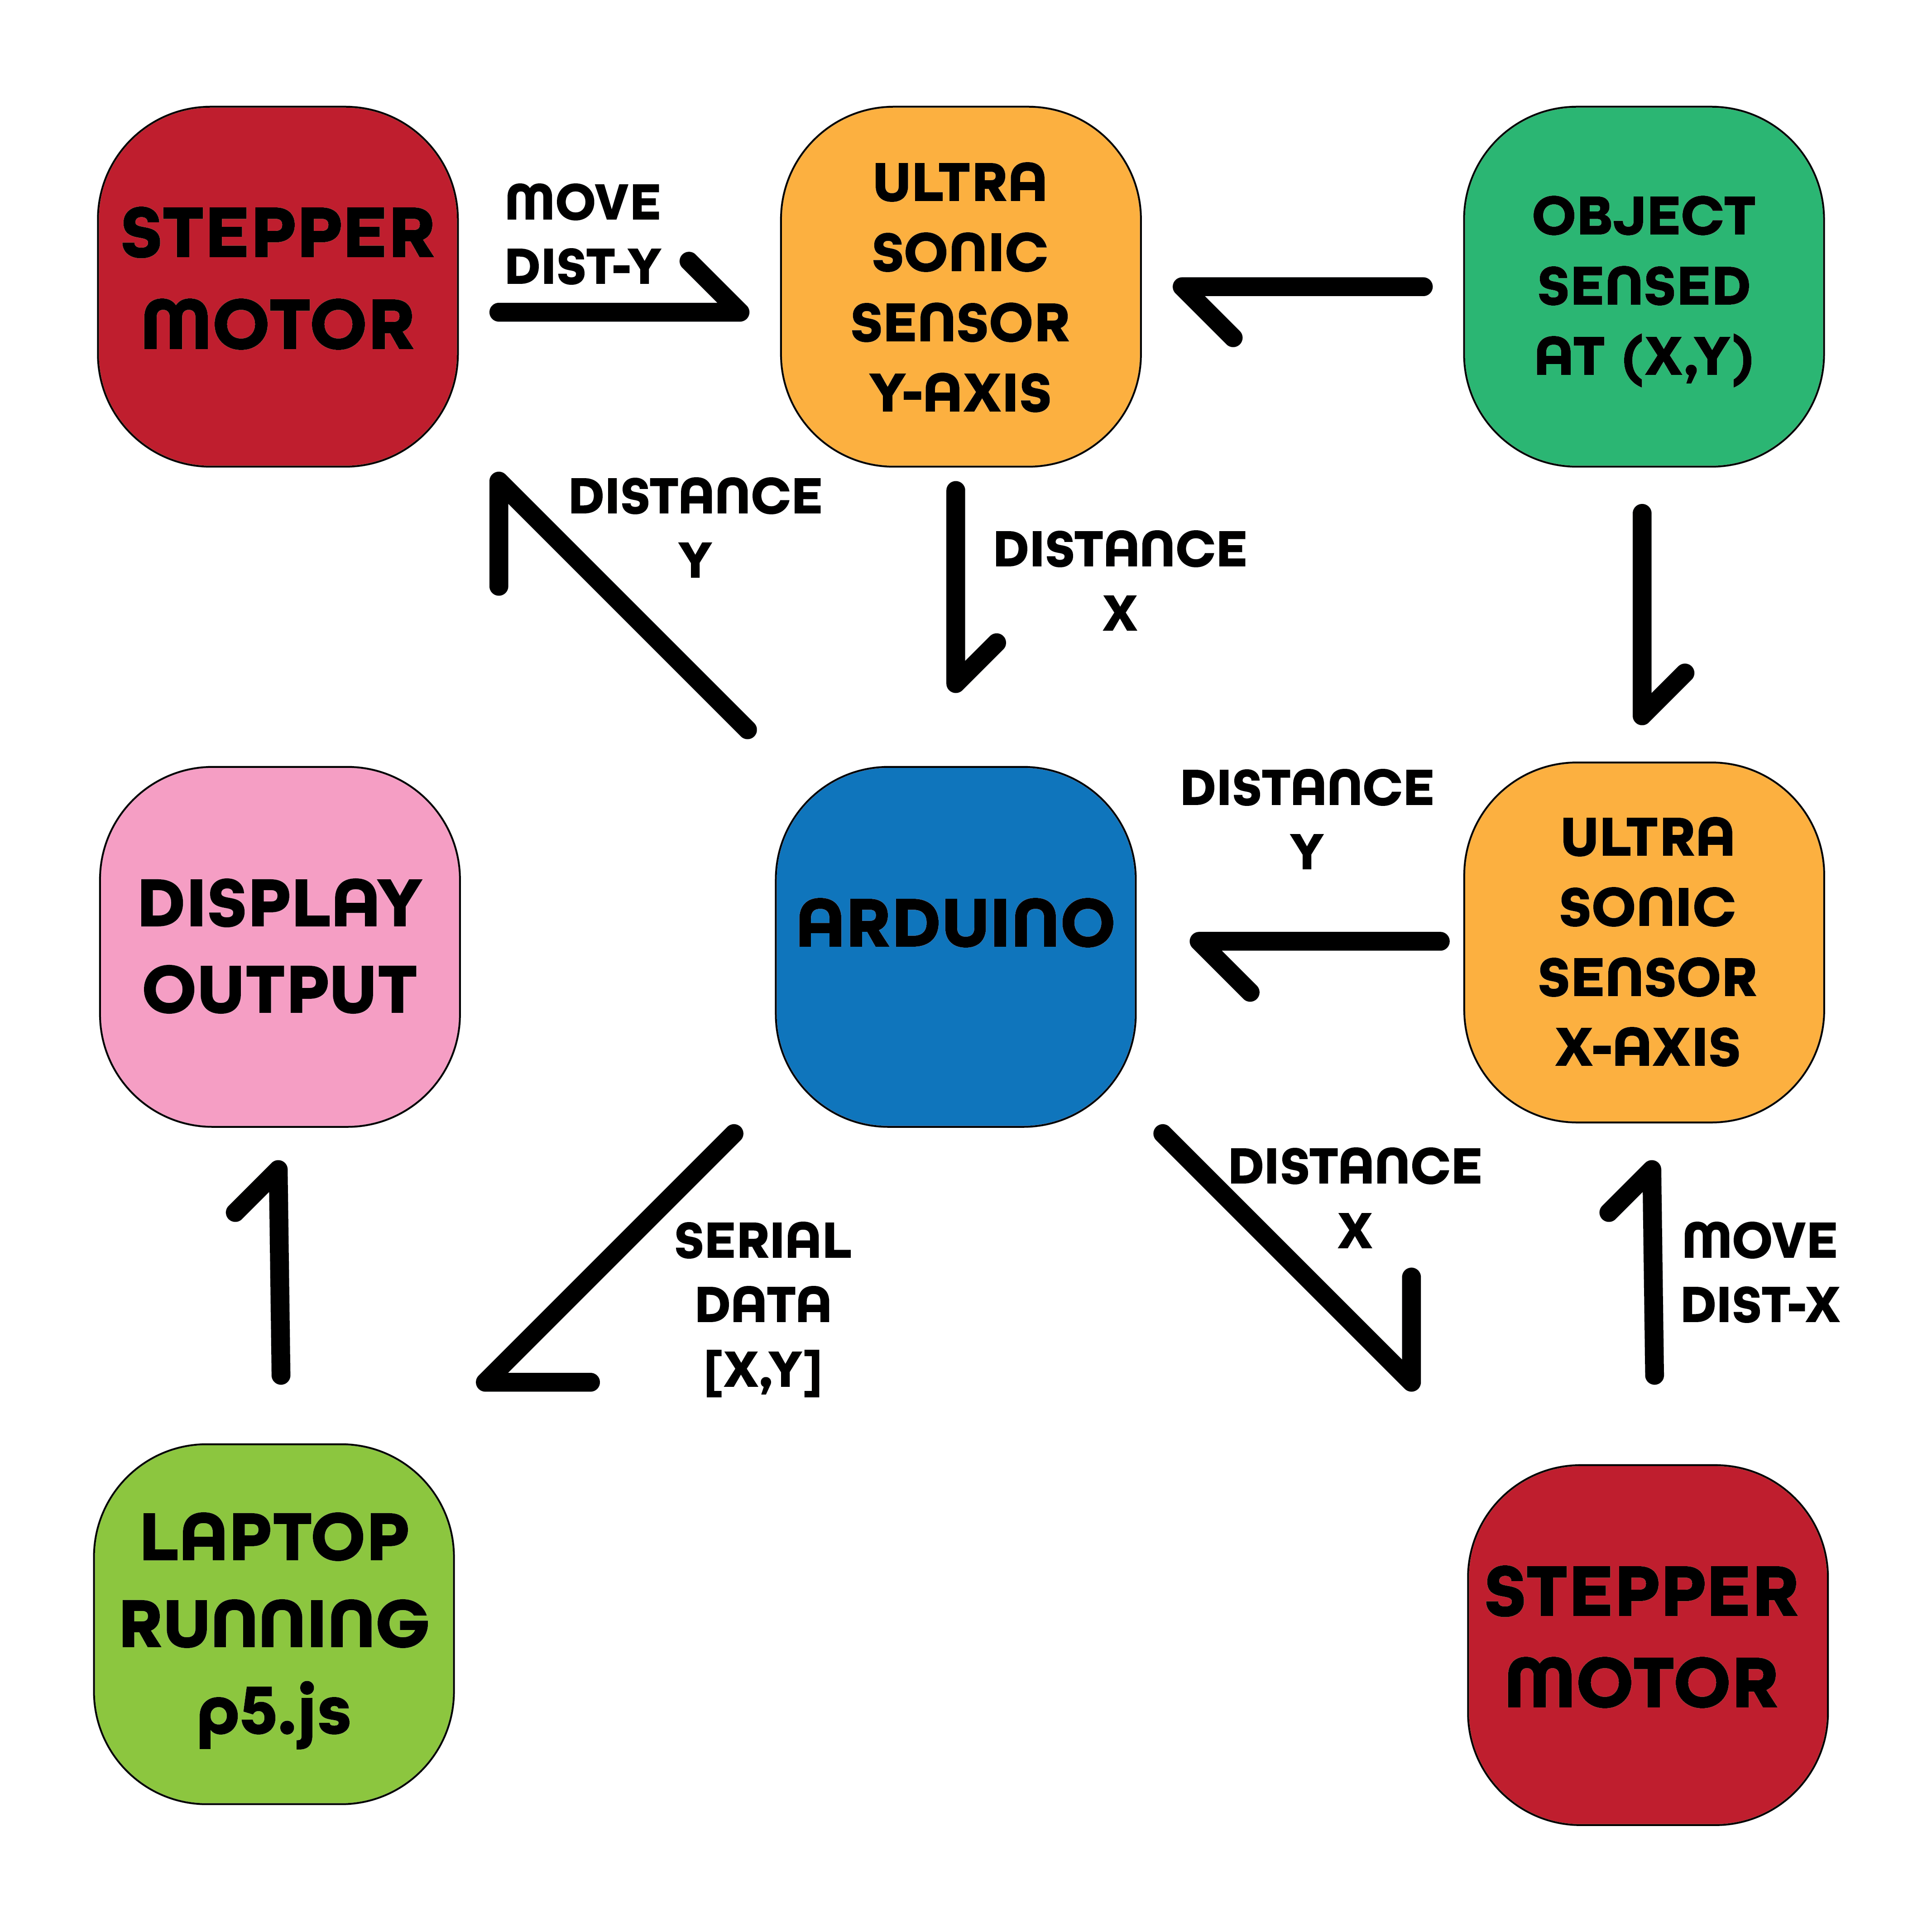 STEPPER
MOTOR
MOVE
DIST-Y
ULTRA
SONIC
SENSOR
Y-AXIS
OBJECT
SENSED
AT (X,Y)
DISTANCE
Y
DISTANCE
X
DISPLAY
OUTPUT
ARDUINO
DISTANCE
Y
ULTRA
SONIC
SENSOR
X-AXIS
SERIAL
DATA
[X,Y]
DISTANCE
X
MOVE
DIST-X
LAPTOP
RUNNING
p5.js
STEPPER
MOTOR